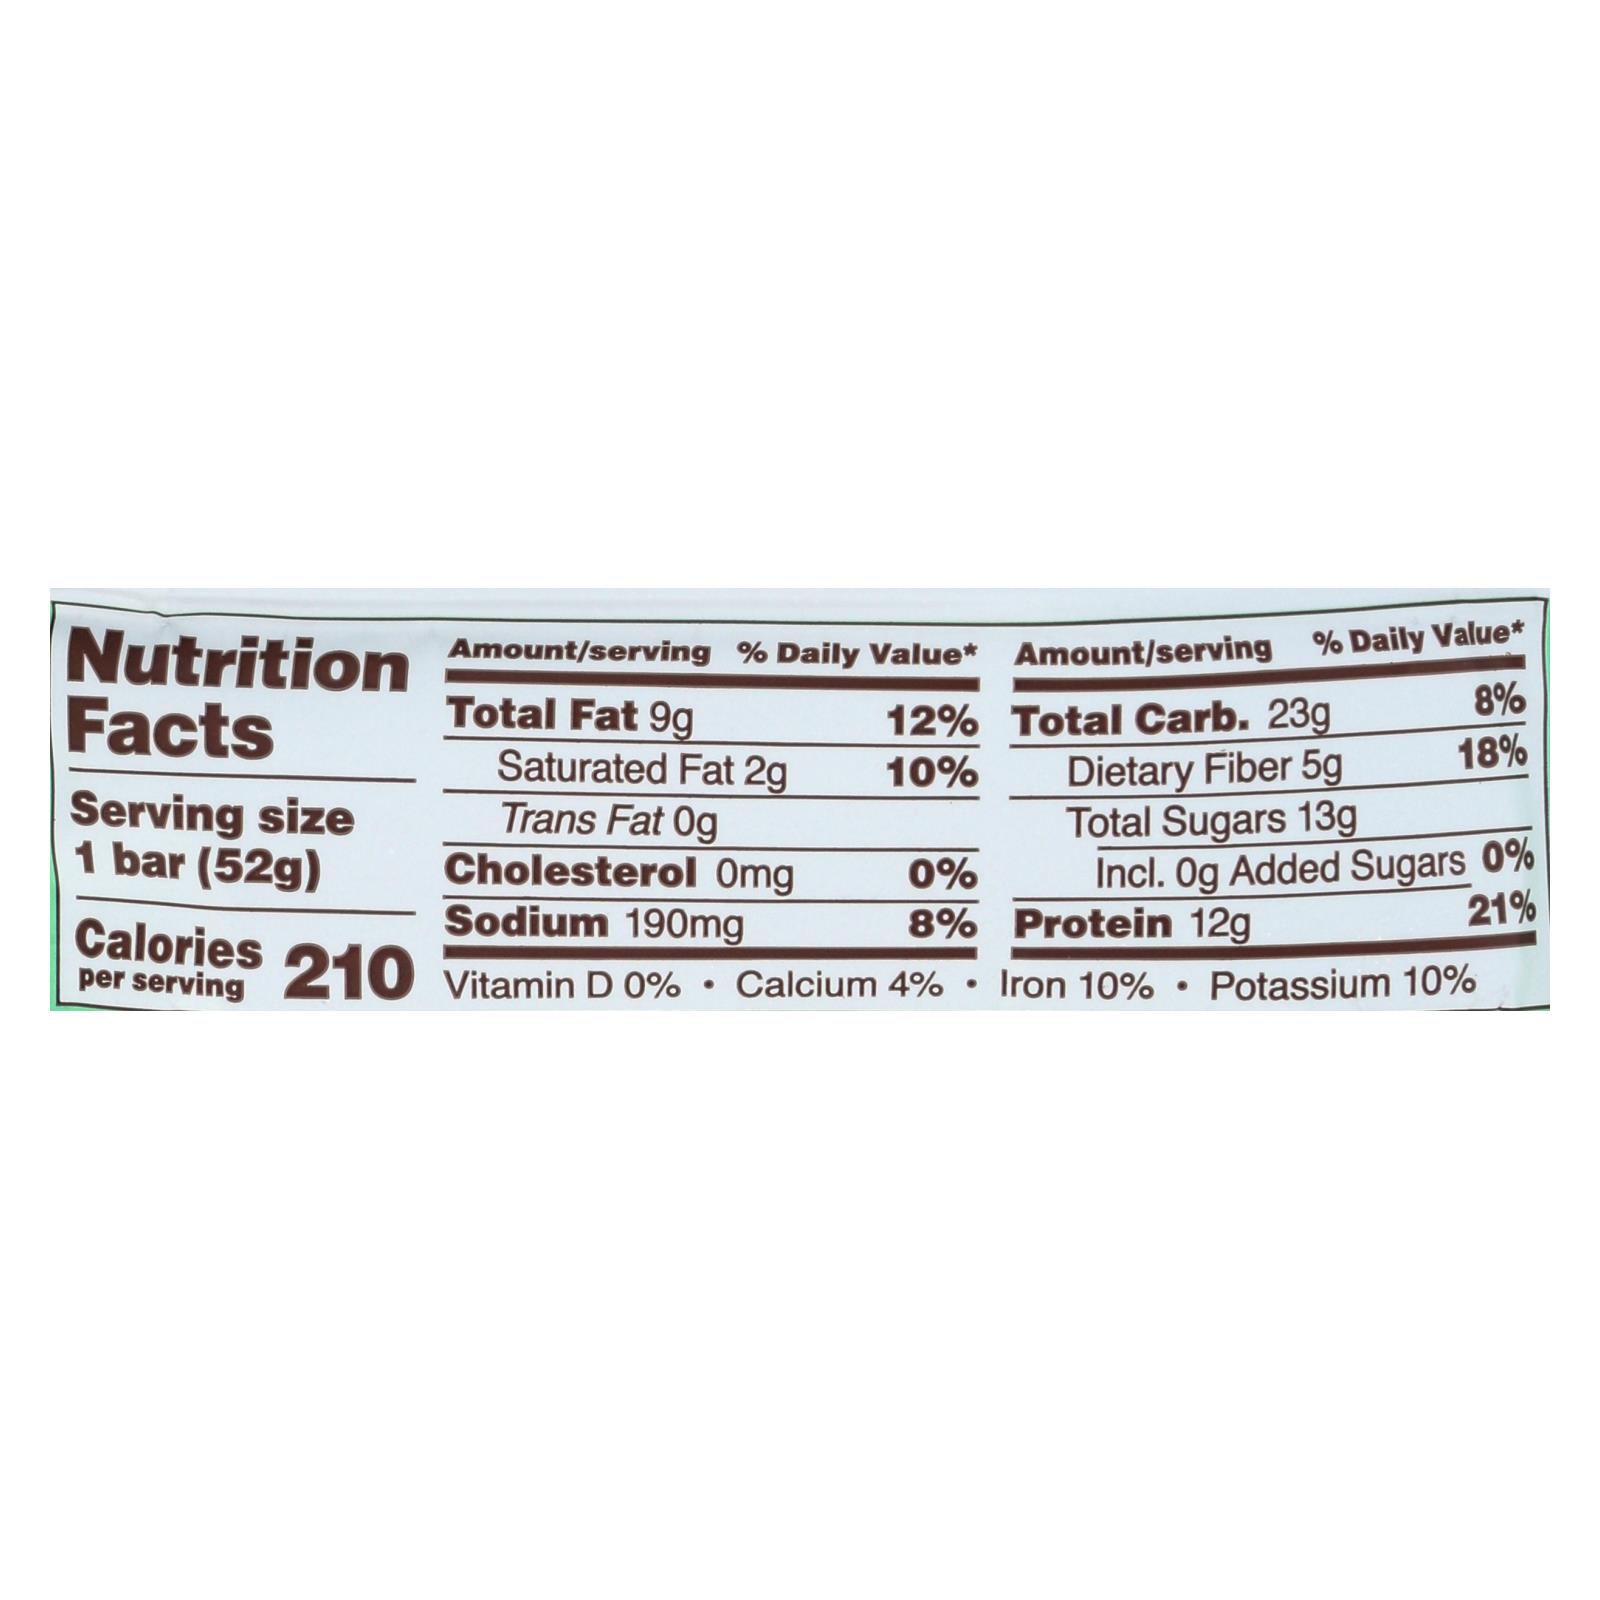 Nutrition
Facts
Serving size
1 bar (52g)
Calories 210
per serving
Amount/serving % Daily Value*
Total Fat 9g 12%
Saturated Fat 2g 10%
Trans Fat 0g
Cholesterol 0mg 0%
Sodium 190mg 8%
Amount/serving % Daily Value*
Total Carb. 23g 8%
Dietary Fiber 5g 18%
Total Sugars 13g
Incl. 0g Added Sugars 0%
Protein 12g 21%
Vitamin D 0% • Calcium 4% • Iron 10% • Potassium 10%